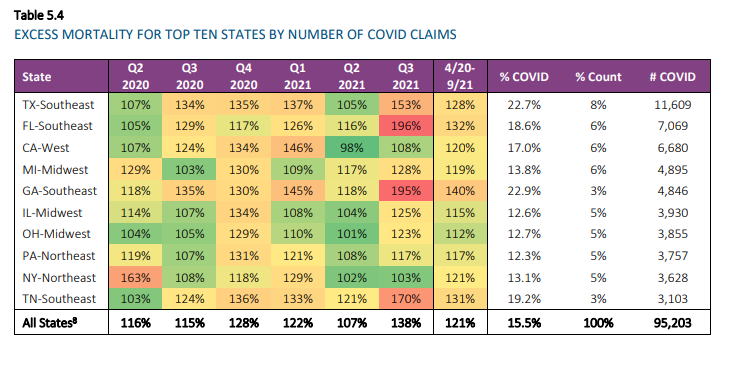 Table 5.4
EXCESS MORTALITY FOR TOP TEN STATES BY NUMBER OF COVID CLAIMS
State Q2 2020 Q3 2020 Q4 2020 Q1 2021 Q2 2021 Q3 2021 4/20-9/21 % COVID % Count # COVID
TX-Southeast 107% 134% 135% 137% 105% 153% 128% 22.7% 8% 11,609
FL-Southeast 105% 129% 117% 126% 116% 196% 132% 18.6% 6% 7,069
CA-West 107% 124% 134% 146% 98% 108% 120% 17.0% 6% 6,680
MI-Midwest 129% 103% 130% 109% 117% 128% 119% 13.8% 6% 4,895
GA-Southeast 118% 135% 130% 145% 118% 195% 140% 22.9% 3% 4,846
IL-Midwest 114% 107% 134% 108% 104% 125% 115% 12.6% 5% 3,930
OH-Midwest 104% 105% 129% 110% 101% 123% 112% 12.7% 5% 3,855
PA-Northeast 119% 107% 131% 121% 108% 117% 117% 12.3% 5% 3,757
NY-Northeast 163% 108% 118% 129% 102% 103% 121% 13.1% 5% 3,628
TN-Southeast 103% 124% 136% 133% 121% 170% 131% 19.2% 3% 3,103
All States⁸ 116% 115% 128% 122% 107% 138% 121% 15.5% 100% 95,203